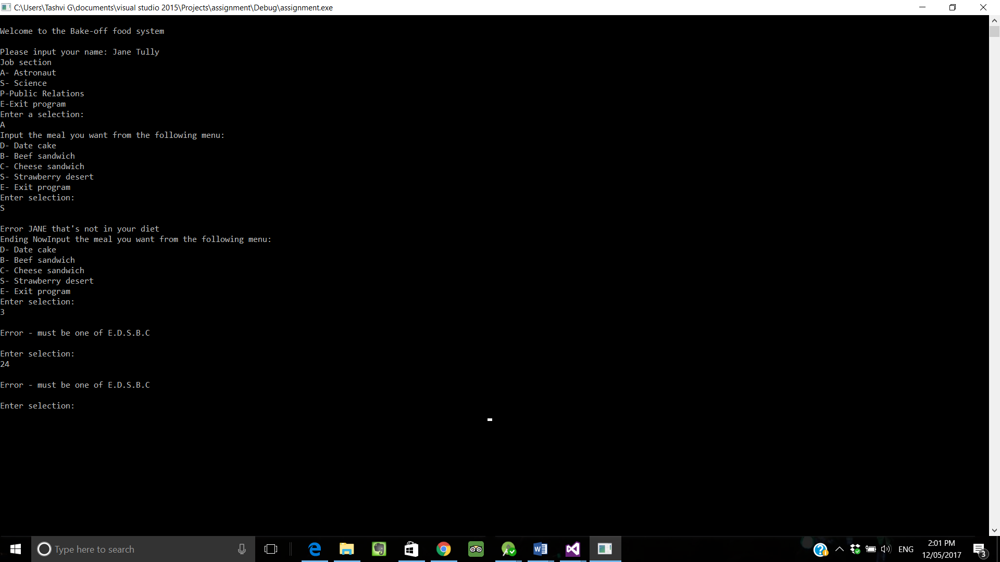 C:\Users\Tashvi G\documents\visual studio 2015\Projects\assignment\Debug\assignment.exe
Welcome to the Bake-off food system
Please input your name: Jane Tully
Job section
A- Astronaut
S- Science
P-Public Relations
E-Exit program
Enter a selection:
A
Input the meal you want from the following menu:
D- Date cake
B- Beef sandwich
C- Cheese sandwich
S- Strawberry desert
E- Exit program
Enter selection:
S
Error JANE that's not in your diet
Ending NowInput the meal you want from the following menu:
D- Date cake
B- Beef sandwich
C- Cheese sandwich
S- Strawberry desert
E- Exit program
Enter selection:
3
Error - must be one of E.D.S.B.C
Enter selection:
24
Error - must be one of E.D.S.B.C
Enter selection:
Type here to search
ENG
2:01 PM
12/05/2017
3